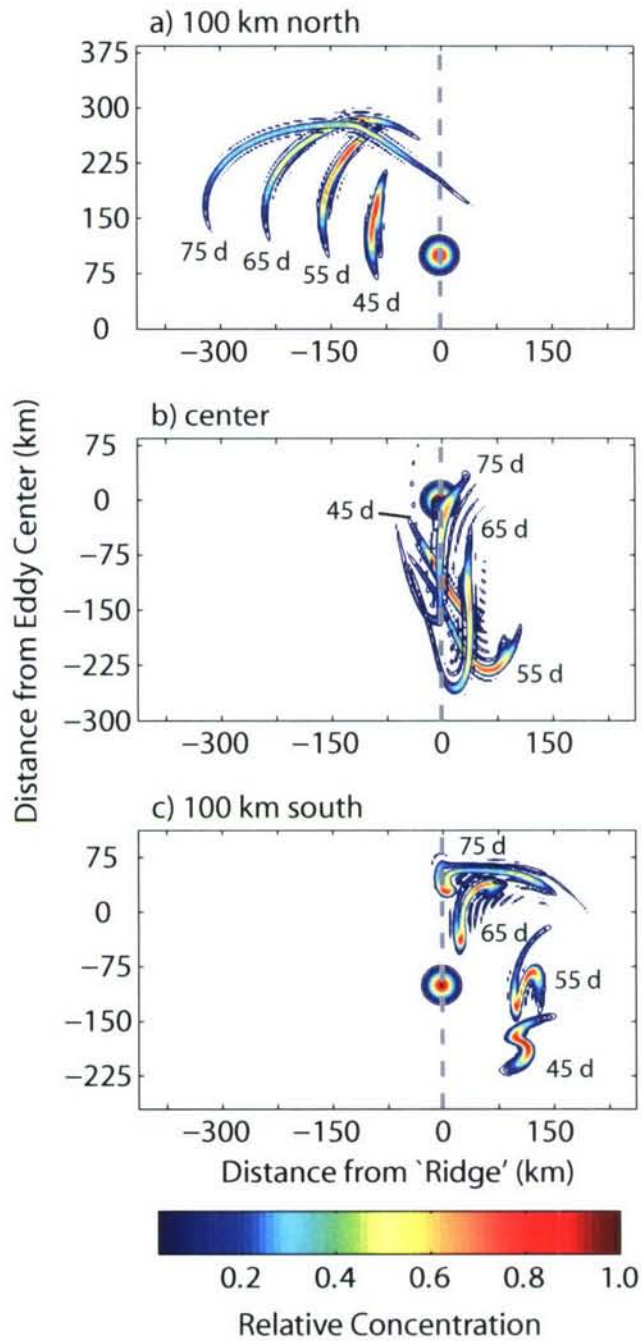 a) 100 km north
375
300
225
150
75
0
75 d
65 d
55 d
45 d
−300 −150 0 150
b) center
75
0
−75
−150
−225
−300
75 d
45 d
65 d
55 d
−300 −150 0 150
Distance from Eddy Center (km)
c) 100 km south
75
0
−75
−150
−225
75 d
65 d
55 d
45 d
−300 −150 0 150
Distance from `Ridge' (km)
0.2 0.4 0.6 0.8 1.0
Relative Concentration